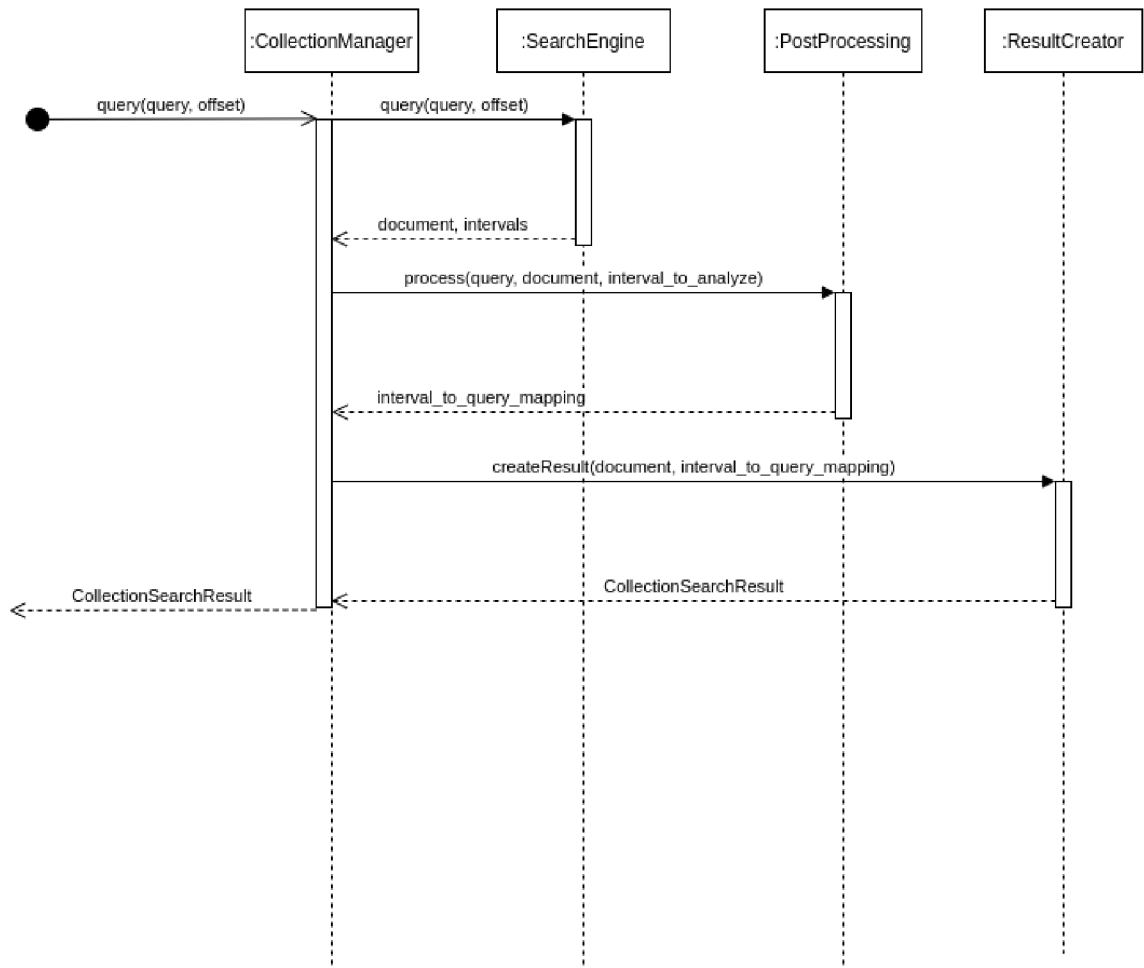 :CollectionManager
:SearchEngine
:PostProcessing
:ResultCreator
query(query, offset)
query(query, offset)
document, intervals
process(query, document, interval_to_analyze)
interval_to_query_mapping
createResult(document, interval_to_query_mapping)
CollectionSearchResult
CollectionSearchResult